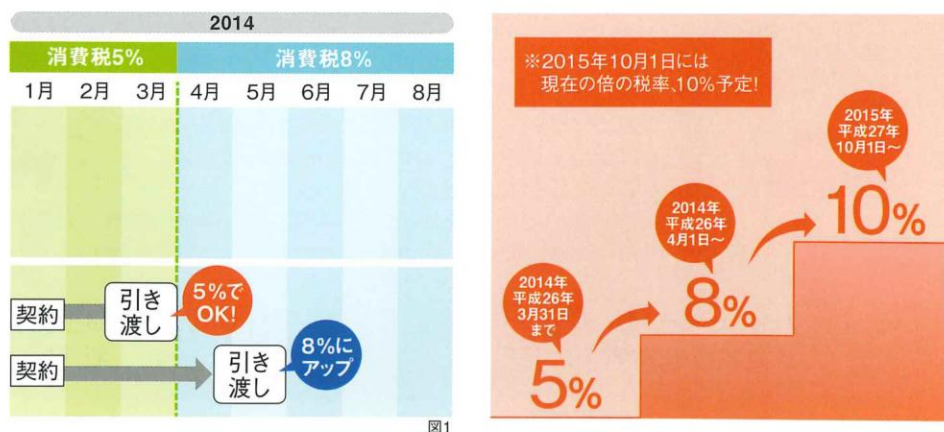 2014
消費税5% 消費税8%
1月 2月 3月 4月 5月 6月 7月 8月
契約
引き
渡し
5%で
OK!
契約
引き
渡し
8%に
アップ
図1
※2015年10月1日には
現在の倍の税率、10%予定!
2014年
平成26年
3月31日
まで
5%
2014年
平成26年
4月1日~
8%
2015年
平成27年
10月1日~
10%